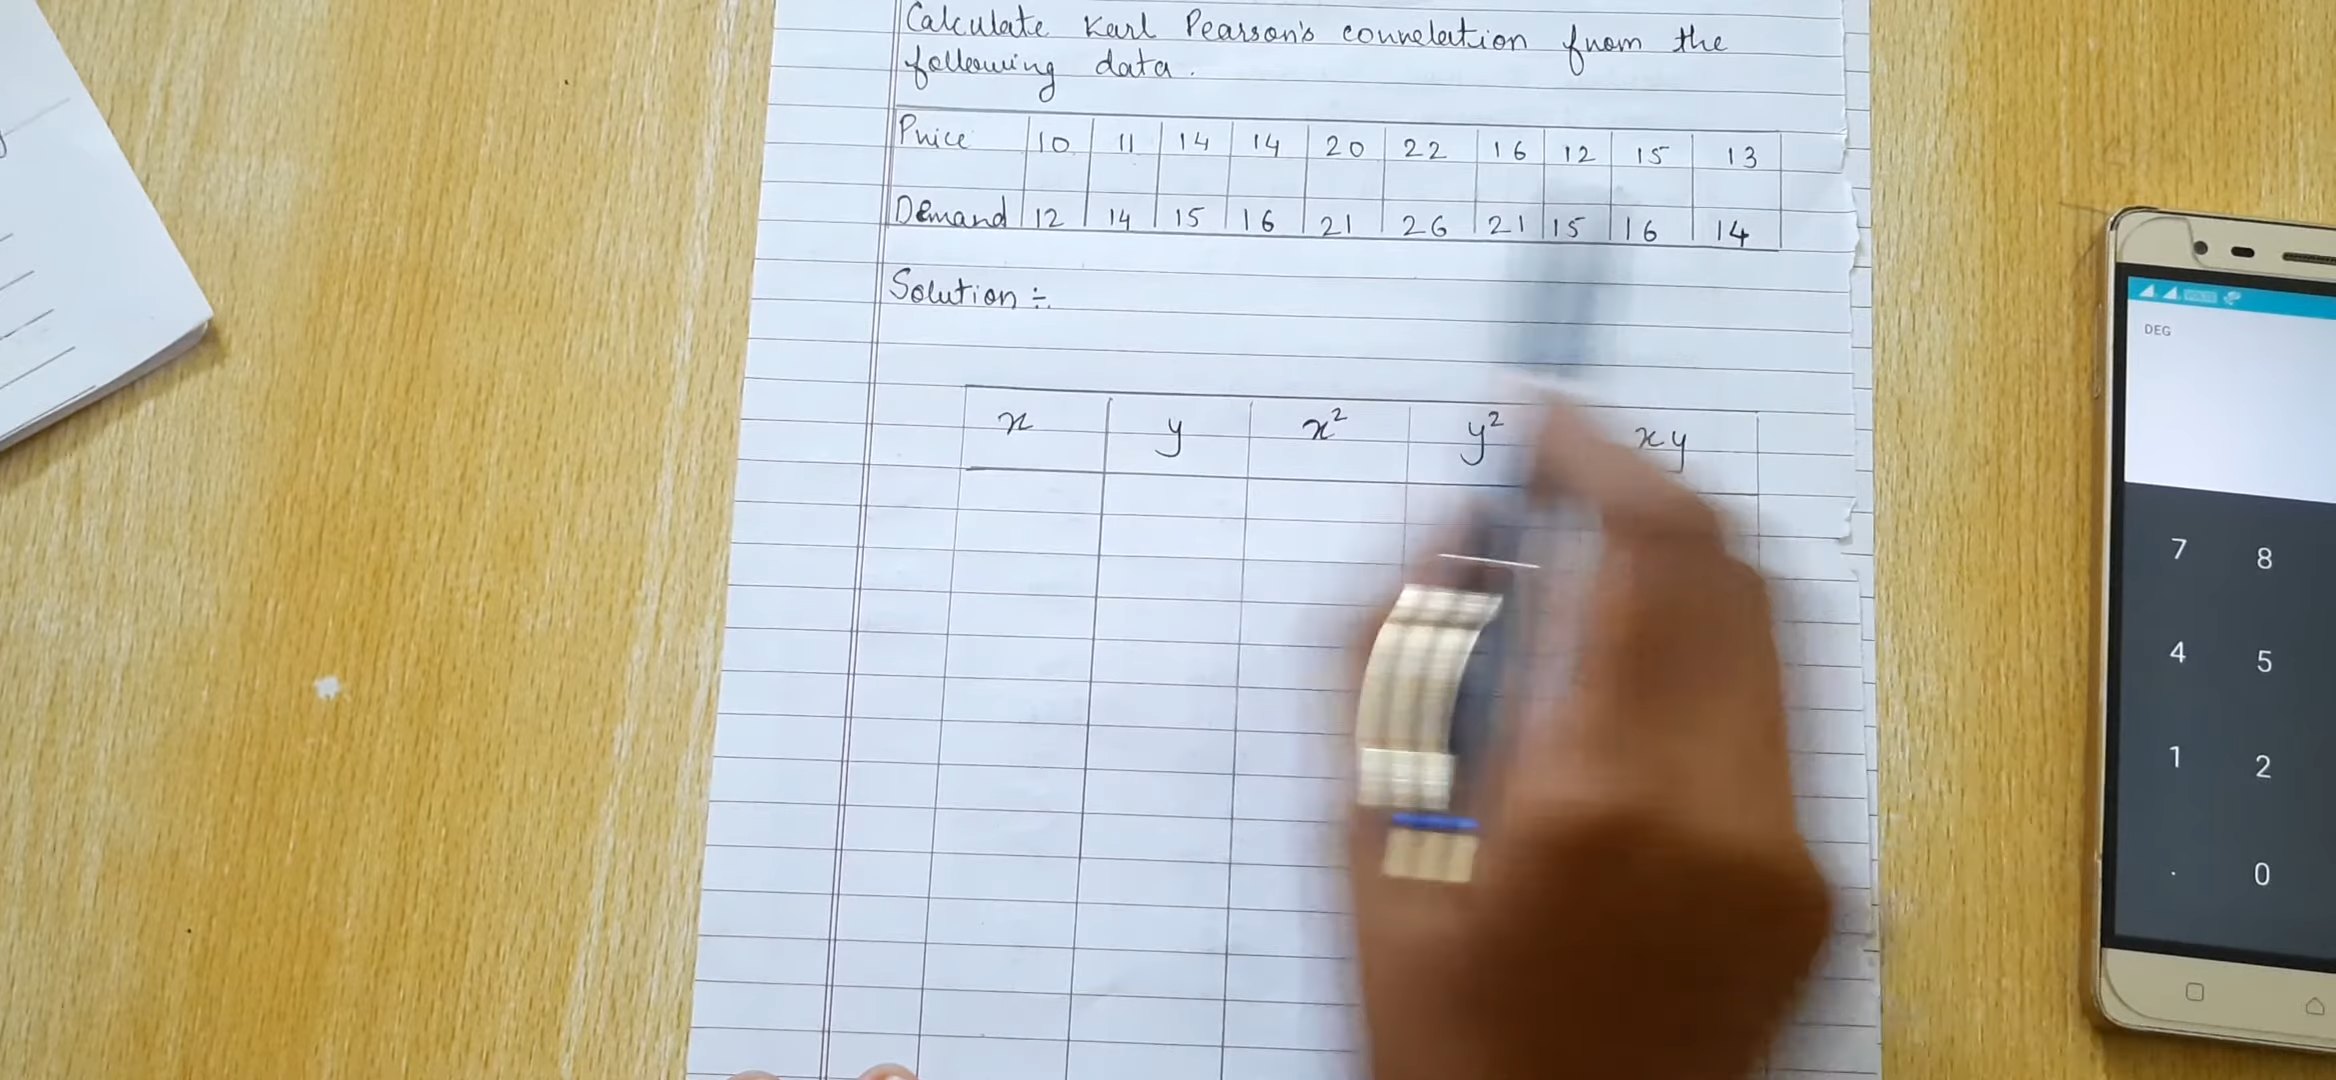 Calculate Karl Pearson's correlation from the
following data.
Price 10 11 14 14 20 22 16 12 15 13
Demand 12 14 15 16 21 26 21 15 16 14
Solution ÷
x y x² y² xy
DEG
7 8
4 5
1 2
. 0